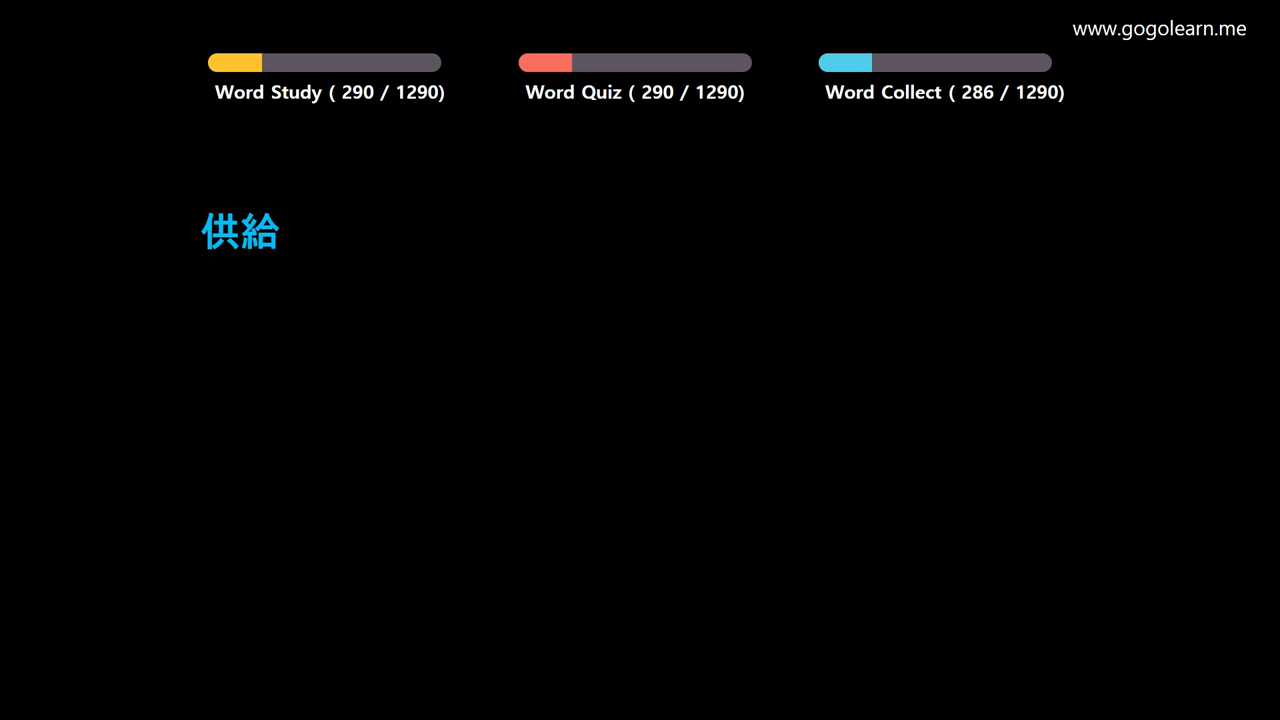 www.gogolearn.me
Word Study ( 290 / 1290)
Word Quiz ( 290 / 1290)
Word Collect ( 286 / 1290)
供給